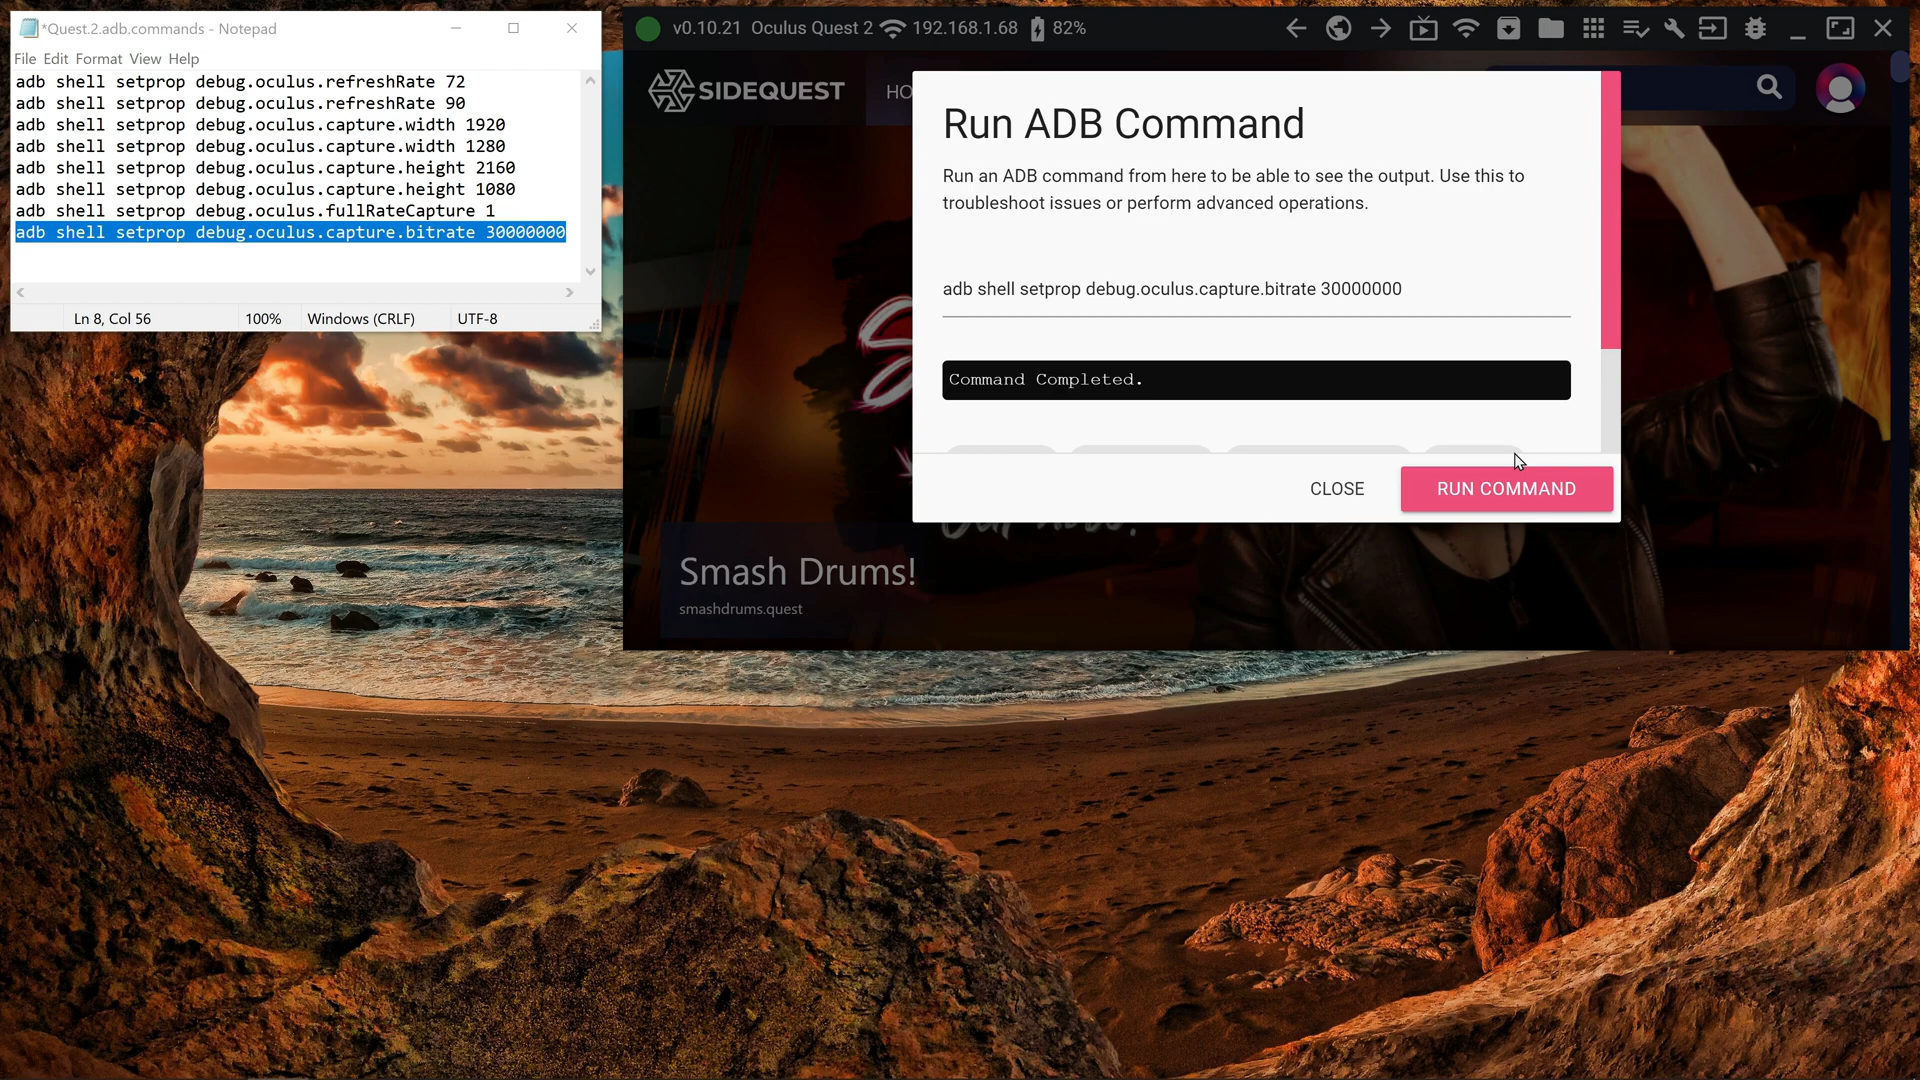 *Quest.2.adb.commands - Notepad
File Edit Format View Help
adb shell setprop debug.oculus.refreshRate 72
adb shell setprop debug.oculus.refreshRate 90
adb shell setprop debug.oculus.capture.width 1920
adb shell setprop debug.oculus.capture.width 1280
adb shell setprop debug.oculus.capture.height 2160
adb shell setprop debug.oculus.capture.height 1080
adb shell setprop debug.oculus.fullRateCapture 1
adb shell setprop debug.oculus.capture.bitrate 30000000
Ln 8, Col 56
100%
Windows (CRLF)
UTF-8
v0.10.21 Oculus Quest 2 192.168.1.68 82%
SIDEQUEST
HO
Run ADB Command
Run an ADB command from here to be able to see the output. Use this to
troubleshoot issues or perform advanced operations.
adb shell setprop debug.oculus.capture.bitrate 30000000
Command Completed.
CLOSE
RUN COMMAND
Smash Drums!
smashdrums.quest